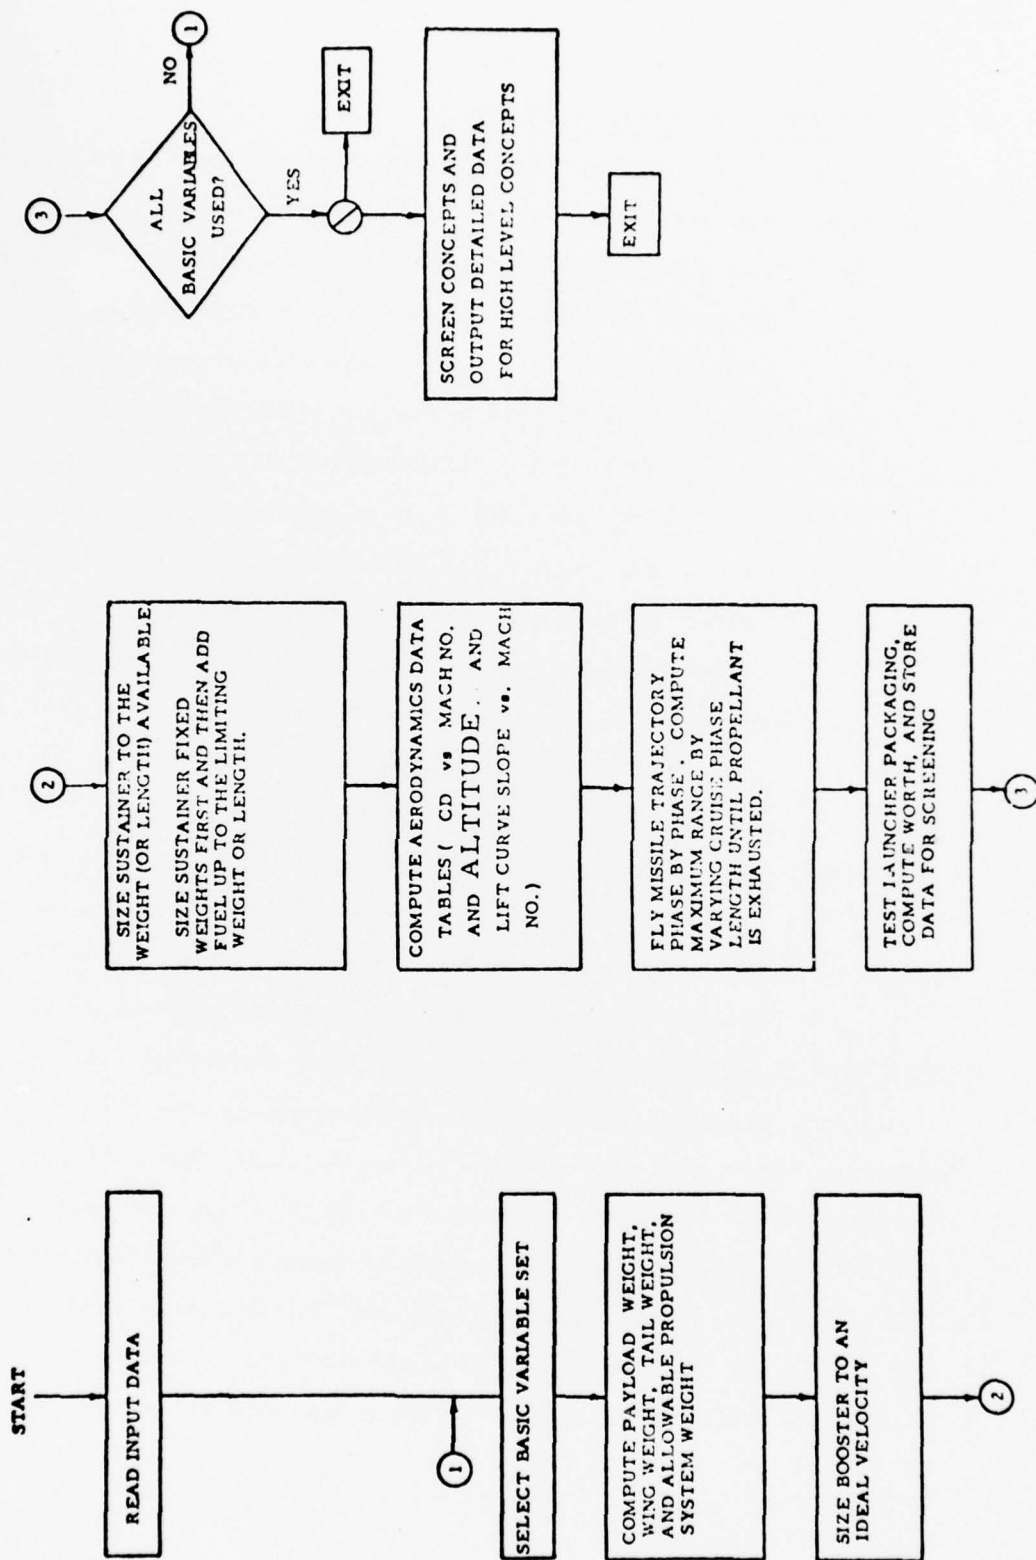 START
READ INPUT DATA
1
SELECT BASIC VARIABLE SET
COMPUTE PAYLOAD WEIGHT,
WING WEIGHT, TAIL WEIGHT,
AND ALLOWABLE PROPULSION
SYSTEM WEIGHT
SIZE BOOSTER TO AN
IDEAL VELOCITY
2
2
SIZE SUSTAINER TO THE
WEIGHT (OR LENGTH) AVAILABLE
SIZE SUSTAINER FIXED
WEIGHTS FIRST AND THEN ADD
FUEL UP TO THE LIMITING
WEIGHT OR LENGTH.
COMPUTE AERODYNAMICS DATA
TABLES ( CD vs MACH NO.
AND ALTITUDE . AND
LIFT CURVE SLOPE vs. MACH
NO.)
FLY MISSILE TRAJECTORY
PHASE BY PHASE . COMPUTE
MAXIMUM RANGE BY
VARYING CRUISE PHASE
LENGTH UNTIL PROPELLANT
IS EXHAUSTED.
TEST LAUNCHER PACKAGING,
COMPUTE WORTH, AND STORE
DATA FOR SCREENING
3
3
ALL
BASIC VARIABLES
USED?
NO
1
YES
EXIT
SCREEN CONCEPTS AND
OUTPUT DETAILED DATA
FOR HIGH LEVEL CONCEPTS
EXIT